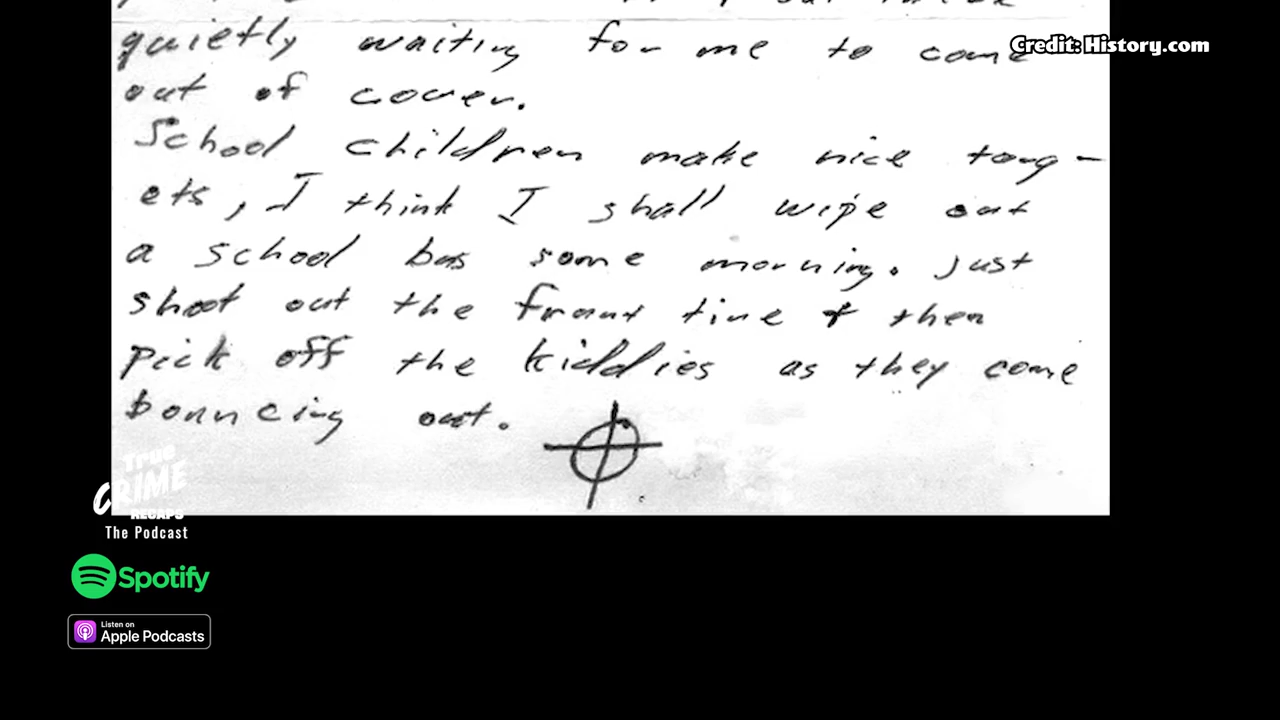 quietly waiting for me to come
out of cover.
School children make nice targ-
ets, I think I shall wipe out
a school bus some morning. Just
shoot out the front tire & then
pick off the kiddies as they come
bouncing out.
Credit: History.com
True
CRIME
RECAPS
The Podcast
Spotify
Listen on
Apple Podcasts